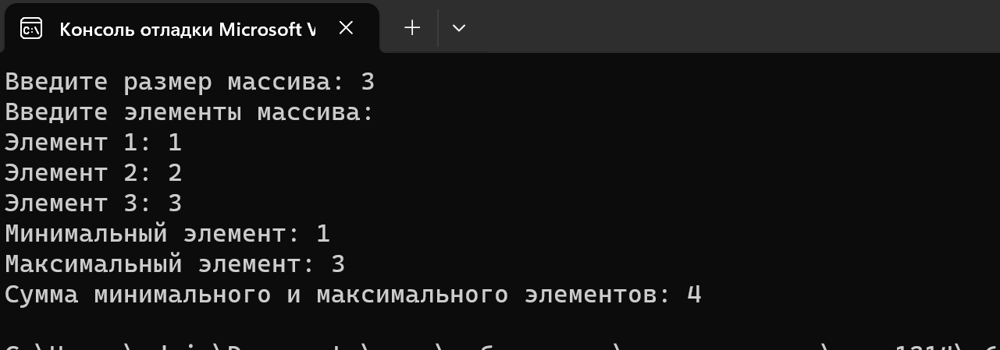 Консоль отладки Microsoft V
Введите размер массива: 3
Введите элементы массива:
Элемент 1: 1
Элемент 2: 2
Элемент 3: 3
Минимальный элемент: 1
Максимальный элемент: 3
Сумма минимального и максимального элементов: 4